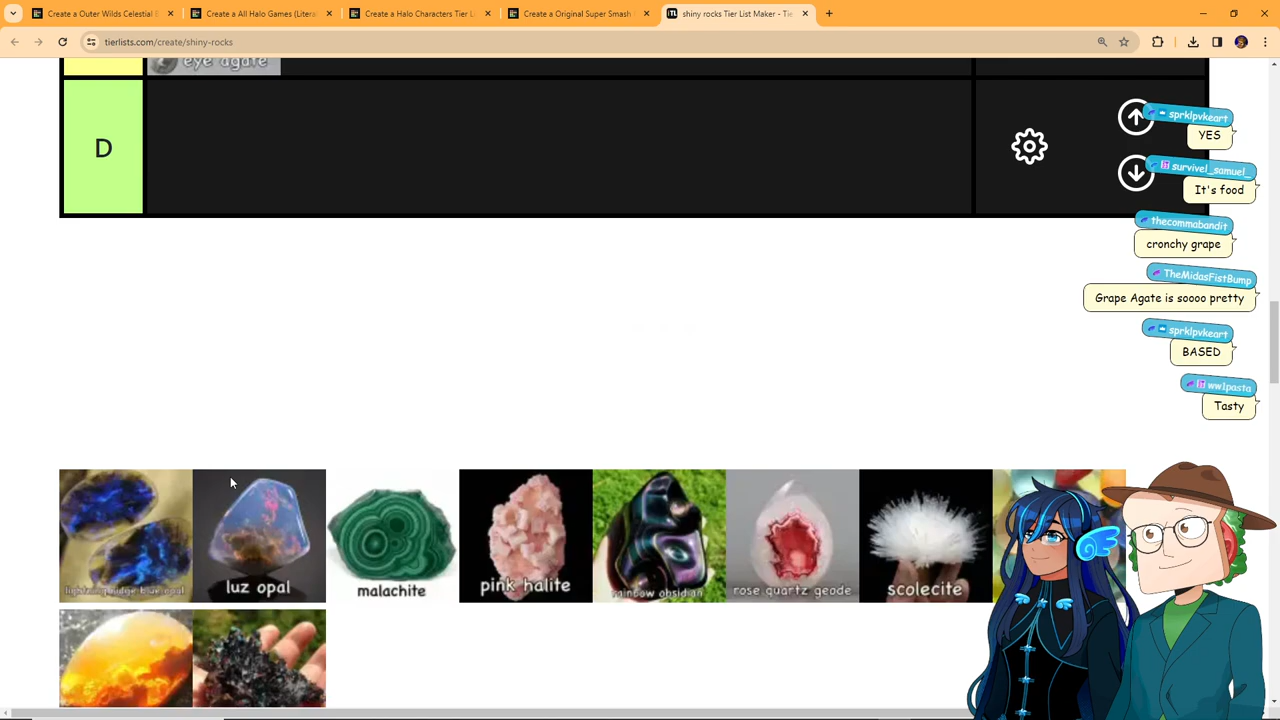 Create a Outer Wilds Celestial
Create a All Halo Games (Litera
Create a Halo Characters Tier L
Create a Original Super Smash
shiny rocks Tier List Maker - Tie
tierlists.com/create/shiny-rocks
eye agate
D
sprklpvkeart
YES
survivel_samuel_
It's food
thecommabandit
cronchy grape
TheMidasFistBump
Grape Agate is soooo pretty
sprklpvkeart
BASED
ww1pasta
Tasty
luz opal
malachite
pink halite
rainbow obsidian
rose quartz geode
scolecite